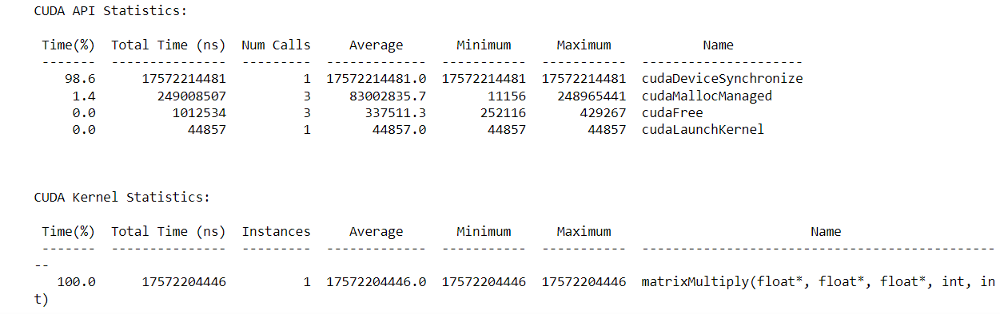 CUDA API Statistics:
Time(%) Total Time (ns) Num Calls Average Minimum Maximum Name
------- --------------- --------- ------------- ----------- ----------- ---------------------
98.6 17572214481 1 17572214481.0 17572214481 17572214481 cudaDeviceSynchronize
1.4 249008507 3 83002835.7 11156 248965441 cudaMallocManaged
0.0 1012534 3 337511.3 252116 429267 cudaFree
0.0 44857 1 44857.0 44857 44857 cudaLaunchKernel
CUDA Kernel Statistics:
Time(%) Total Time (ns) Instances Average Minimum Maximum Name
------- --------------- --------- ------------- ----------- ----------- ----------------------------------------------
--
100.0 17572204446 1 17572204446.0 17572204446 17572204446 matrixMultiply(float*, float*, float*, int, in
t)